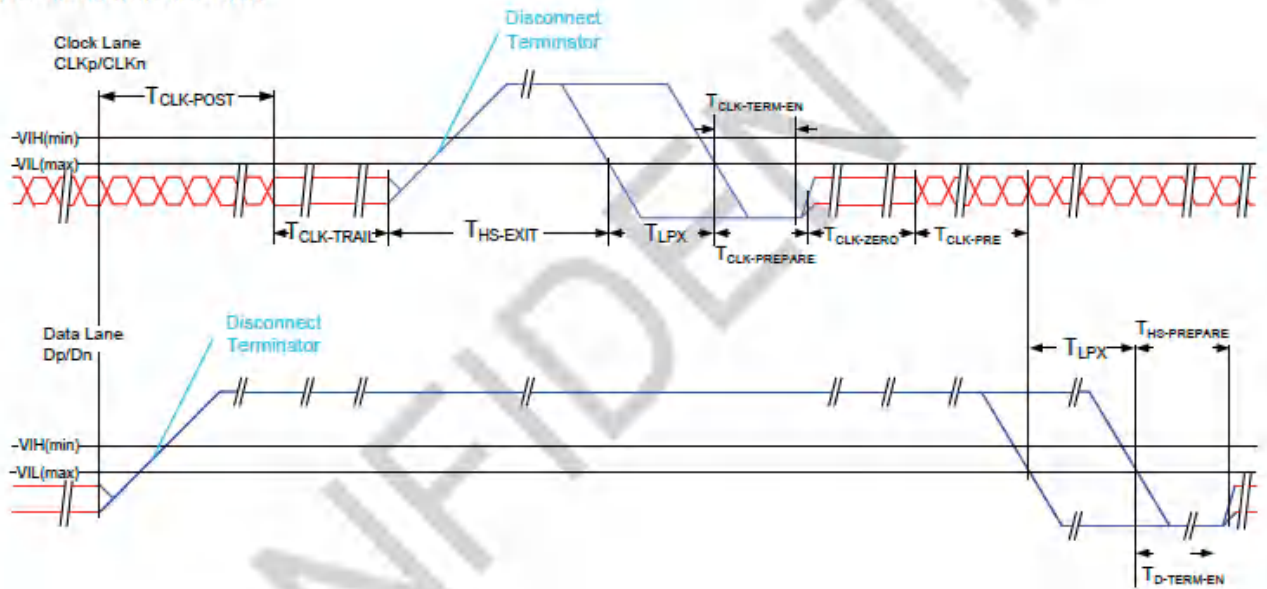 Disconnect
Terminator
Clock Lane
CLKp/CLKn
TCLK-POST
TCLK-TERM-EN
VIH(min)
VIL(max)
TCLK-TRAIL
THS-EXIT
TLPX
TCLK-PREPARE
TCLK-ZERO
TCLK-PRE
Data Lane
Dp/Dn
Disconnect
Terminator
TLPX
THS-PREPARE
VIH(min)
VIL(max)
TD-TERM-EN